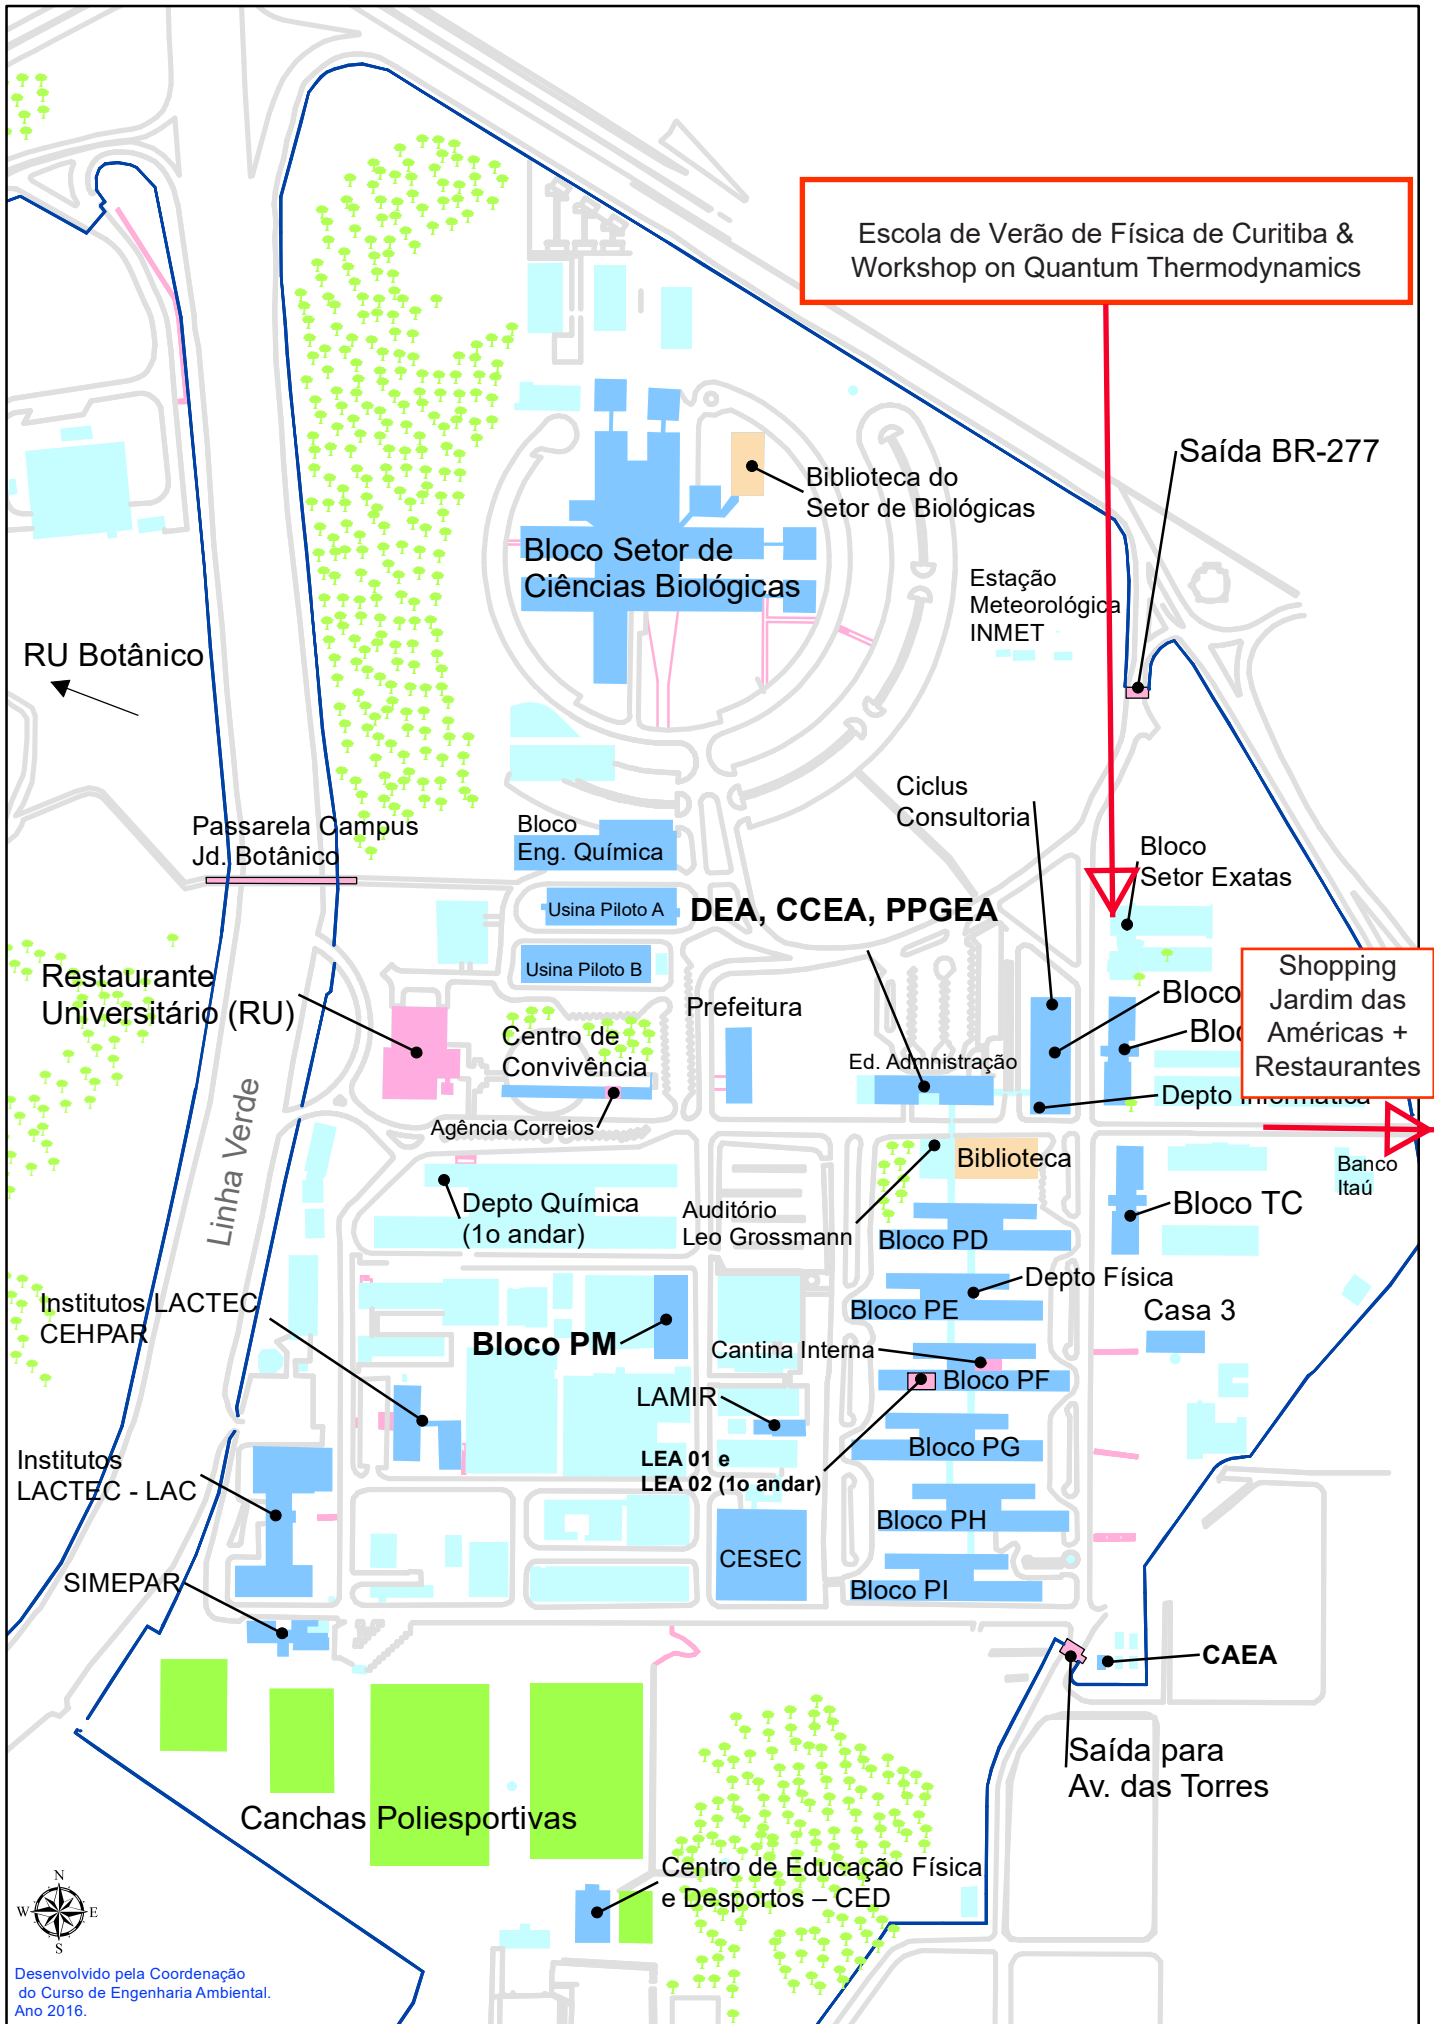 Escola de Verão de Física de Curitiba &
Workshop on Quantum Thermodynamics
Saída BR-277
Biblioteca do
Setor de Biológicas
Bloco Setor de
Ciências Biológicas
Estação
Meteorológica
INMET
RU Botânico
Ciclus
Consultoria
Passarela Campus
Jd. Botânico
Bloco
Eng. Química
Bloco
Setor Exatas
Usina Piloto A
DEA, CCEA, PPGEA
Usina Piloto B
Restaurante
Universitário (RU)
Shopping
Jardim das
Américas +
Restaurantes
Prefeitura
Bloco
Centro de
Convivência
Ed. Admnistração
Depto
Agência Correios
Linha Verde
Biblioteca
Banco
Itaú
Depto Química
(1o andar)
Auditório
Leo Grossmann
Bloco TC
Bloco PD
Depto Física
Institutos LACTEC
CEHPAR
Bloco PE
Casa 3
Bloco PM
Cantina Interna
Bloco PF
LAMIR
Bloco PG
Institutos
LACTEC - LAC
LEA 01 e
LEA 02 (1o andar)
Bloco PH
CESEC
SIMEPAR
Bloco PI
CAEA
Saída para
Av. das Torres
Canchas Poliesportivas
Centro de Educação Física
e Desportos – CED
N
W
E
S
Desenvolvido pela Coordenação
do Curso de Engenharia Ambiental.
Ano 2016.